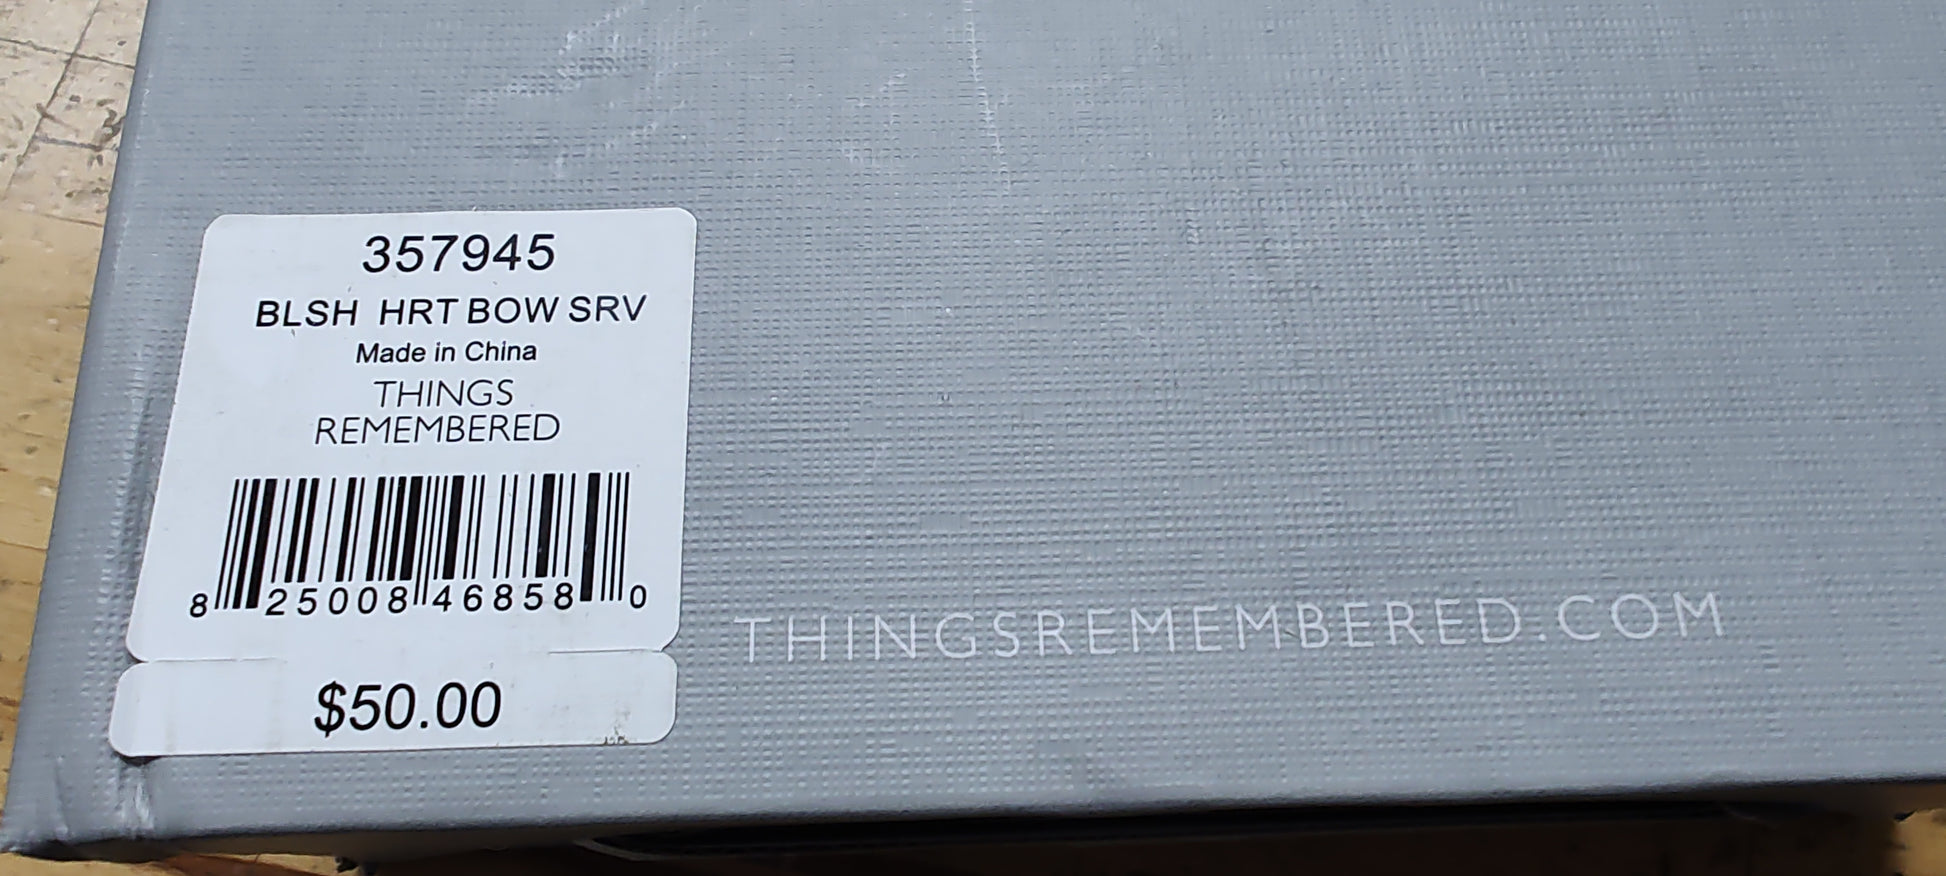 357945
BLSH HRT BOW SRV
Made in China
THINGS
REMEMBERED
8 25008 46858 0
$50.00
THINGSREMEMBERED.COM